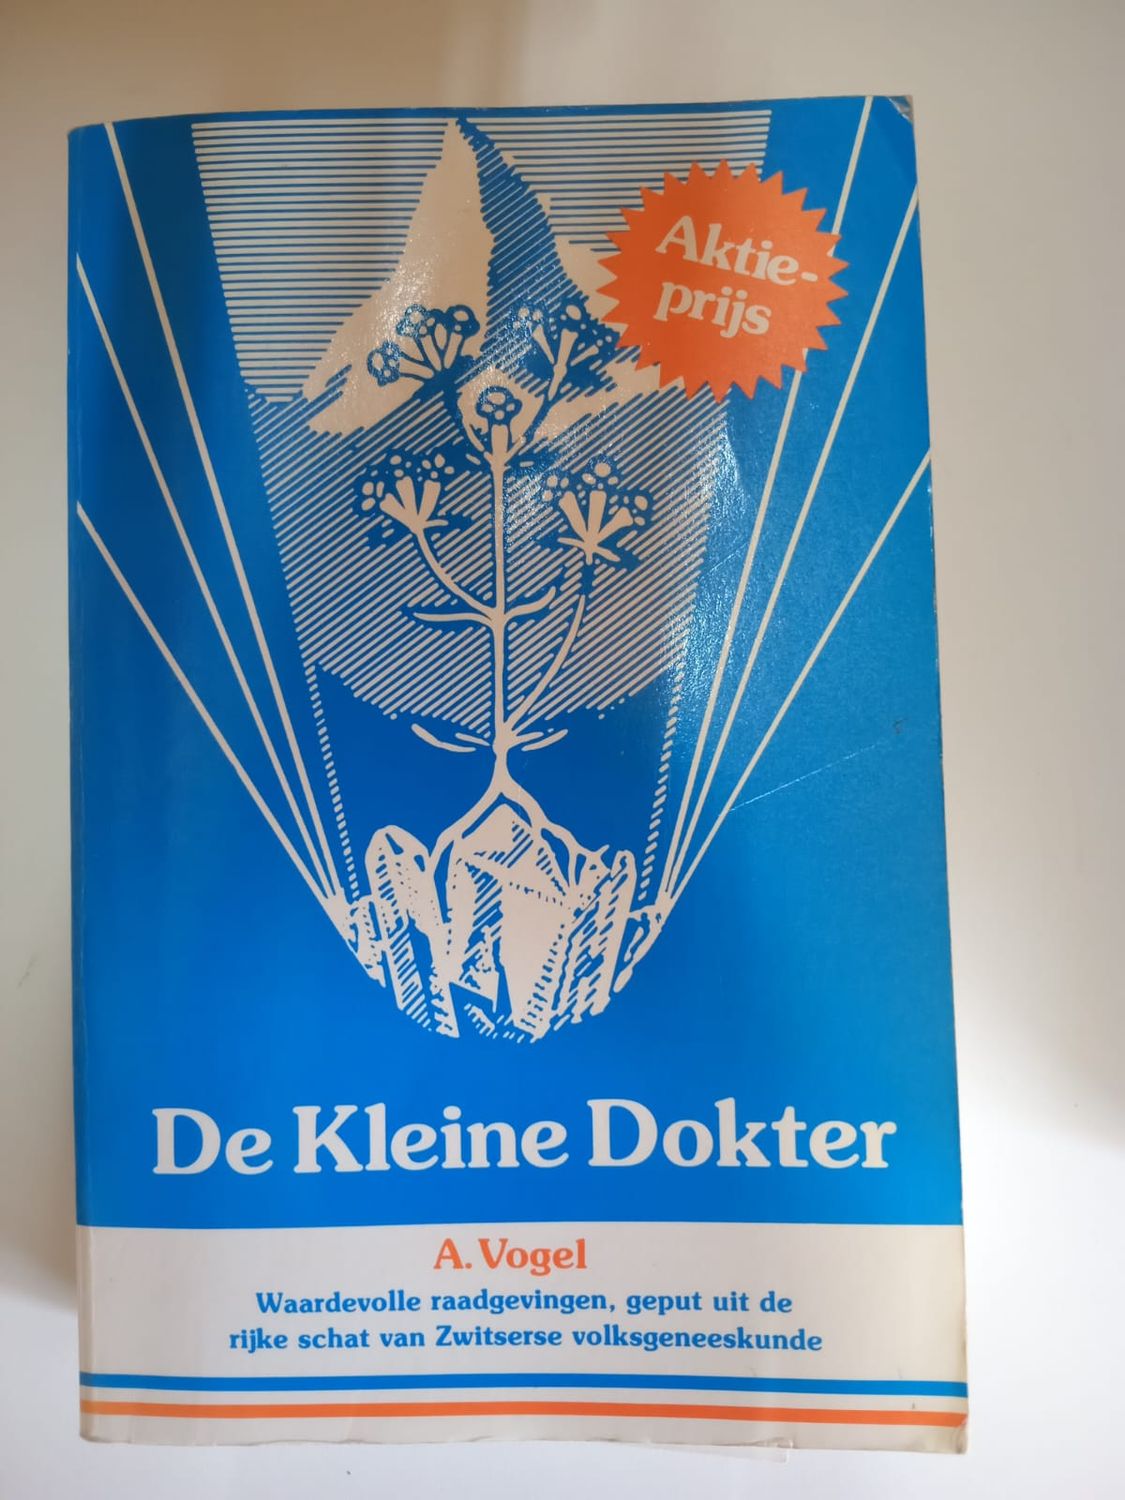 Aktie-
prijs
De Kleine Dokter
A. Vogel
Waardevolle raadgevingen, geput uit de
rijke schat van Zwitserse volksgeneeskunde